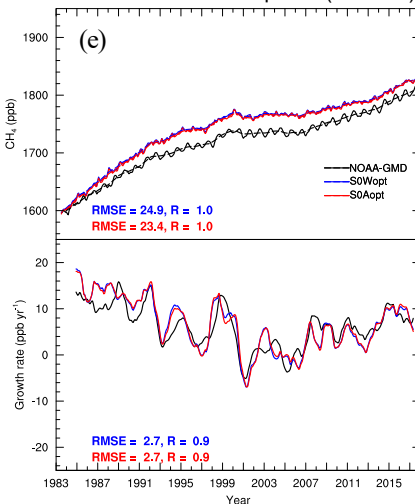 (e)
1900
1800
1700
1600
CH4 (ppb)
NOAA-GMD
S0Wopt
S0Aopt
RMSE = 24.9, R = 1.0
RMSE = 23.4, R = 1.0
20
10
0
-10
-20
Growth rate (ppb yr-1)
RMSE = 2.7, R = 0.9
RMSE = 2.7, R = 0.9
1983 1987 1991 1995 1999 2003 2007 2011 2015
Year